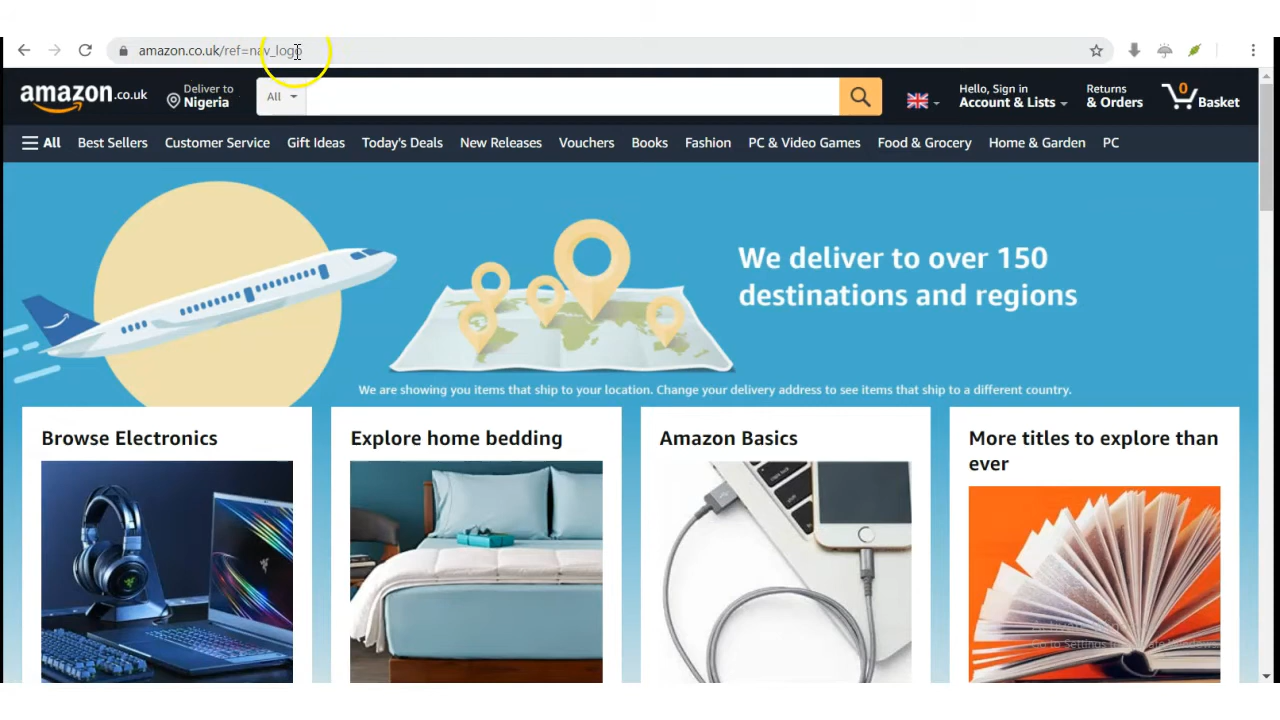 amazon.co.uk/ref=nav_logo
amazon.co.uk
Deliver to
Nigeria
All
Hello, Sign in
Account & Lists
Returns
& Orders
0
Basket
All
Best Sellers
Customer Service
Gift Ideas
Today's Deals
New Releases
Vouchers
Books
Fashion
PC & Video Games
Food & Grocery
Home & Garden
PC
We deliver to over 150
destinations and regions
We are showing you items that ship to your location. Change your delivery address to see items that ship to a different country.
Browse Electronics
Explore home bedding
Amazon Basics
More titles to explore than
ever
Go to Settings
Windows